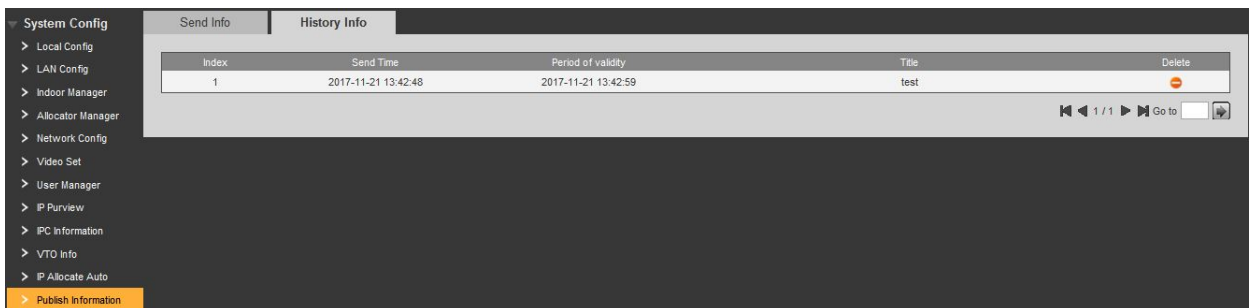 System Config
Local Config
LAN Config
Indoor Manager
Allocator Manager
Network Config
Video Set
User Manager
IP Purview
IPC Information
VTO Info
IP Allocate Auto
Publish Information
Send Info History Info
Index Send Time Period of validity Title Delete
1 2017-11-21 13:42:48 2017-11-21 13:42:59 test
1 / 1 Go to